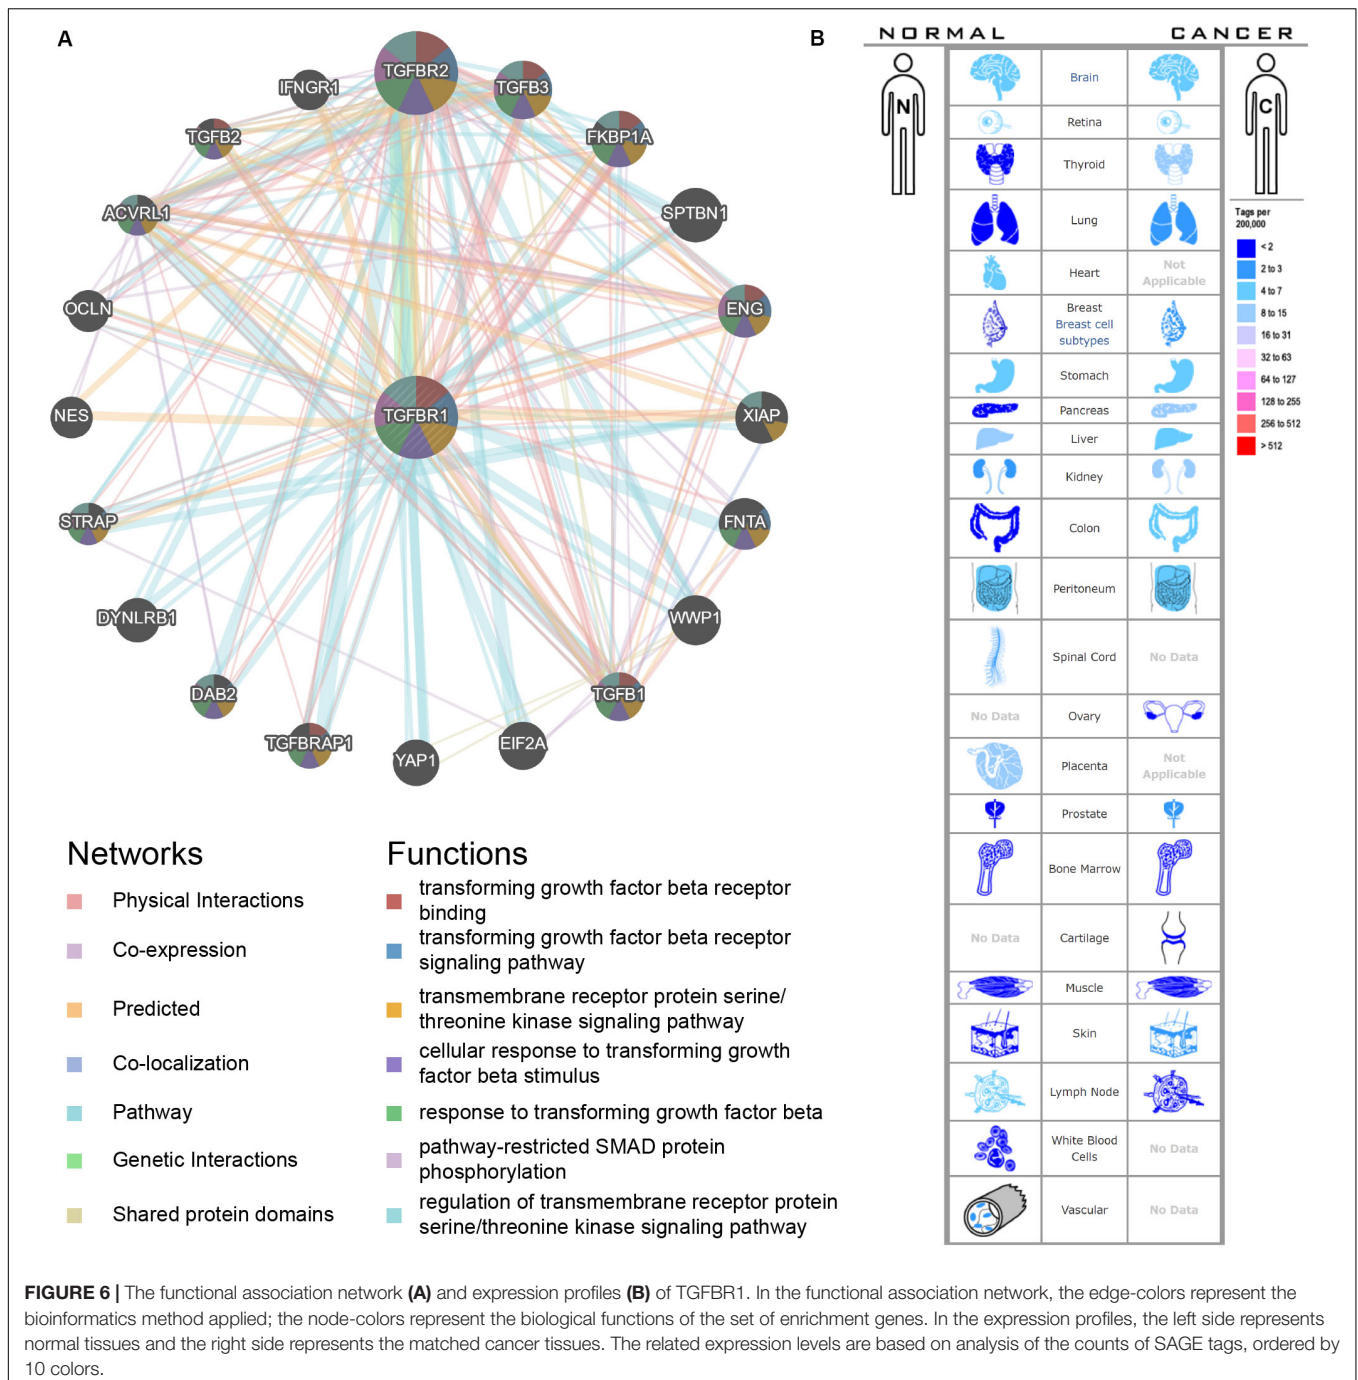 A
TGFBR2
IFNGR1
TGFB3
TGFB2
FKBP1A
ACVRL1
SPTBN1
OCLN
ENG
NES
TGFBR1
XIAP
STRAP
FNTA
DYNLRB1
WWP1
DAB2
TGFB1
TGFBRAP1
YAP1
EIF2A
Networks
Physical Interactions
Co-expression
Predicted
Co-localization
Pathway
Genetic Interactions
Shared protein domains
Functions
transforming growth factor beta receptor
binding
transforming growth factor beta receptor
signaling pathway
transmembrane receptor protein serine/
threonine kinase signaling pathway
cellular response to transforming growth
factor beta stimulus
response to transforming growth factor beta
pathway-restricted SMAD protein
phosphorylation
regulation of transmembrane receptor protein
serine/threonine kinase signaling pathway
B
NORMAL CANCER
N
C
Brain
Retina
Thyroid
Lung
Heart
Not
Applicable
Breast
Breast cell
subtypes
Stomach
Pancreas
Liver
Kidney
Colon
Peritoneum
Spinal Cord
No Data
No Data
Ovary
Placenta
Not
Applicable
Prostate
Bone Marrow
No Data
Cartilage
Muscle
Skin
Lymph Node
White Blood
Cells
No Data
Vascular
No Data
Tags per
200,000
< 2
2 to 3
4 to 7
8 to 15
16 to 31
32 to 63
64 to 127
128 to 255
256 to 512
> 512
FIGURE 6 | The functional association network (A) and expression profiles (B) of TGFBR1. In the functional association network, the edge-colors represent the
bioinformatics method applied; the node-colors represent the biological functions of the set of enrichment genes. In the expression profiles, the left side represents
normal tissues and the right side represents the matched cancer tissues. The related expression levels are based on analysis of the counts of SAGE tags, ordered by
10 colors.